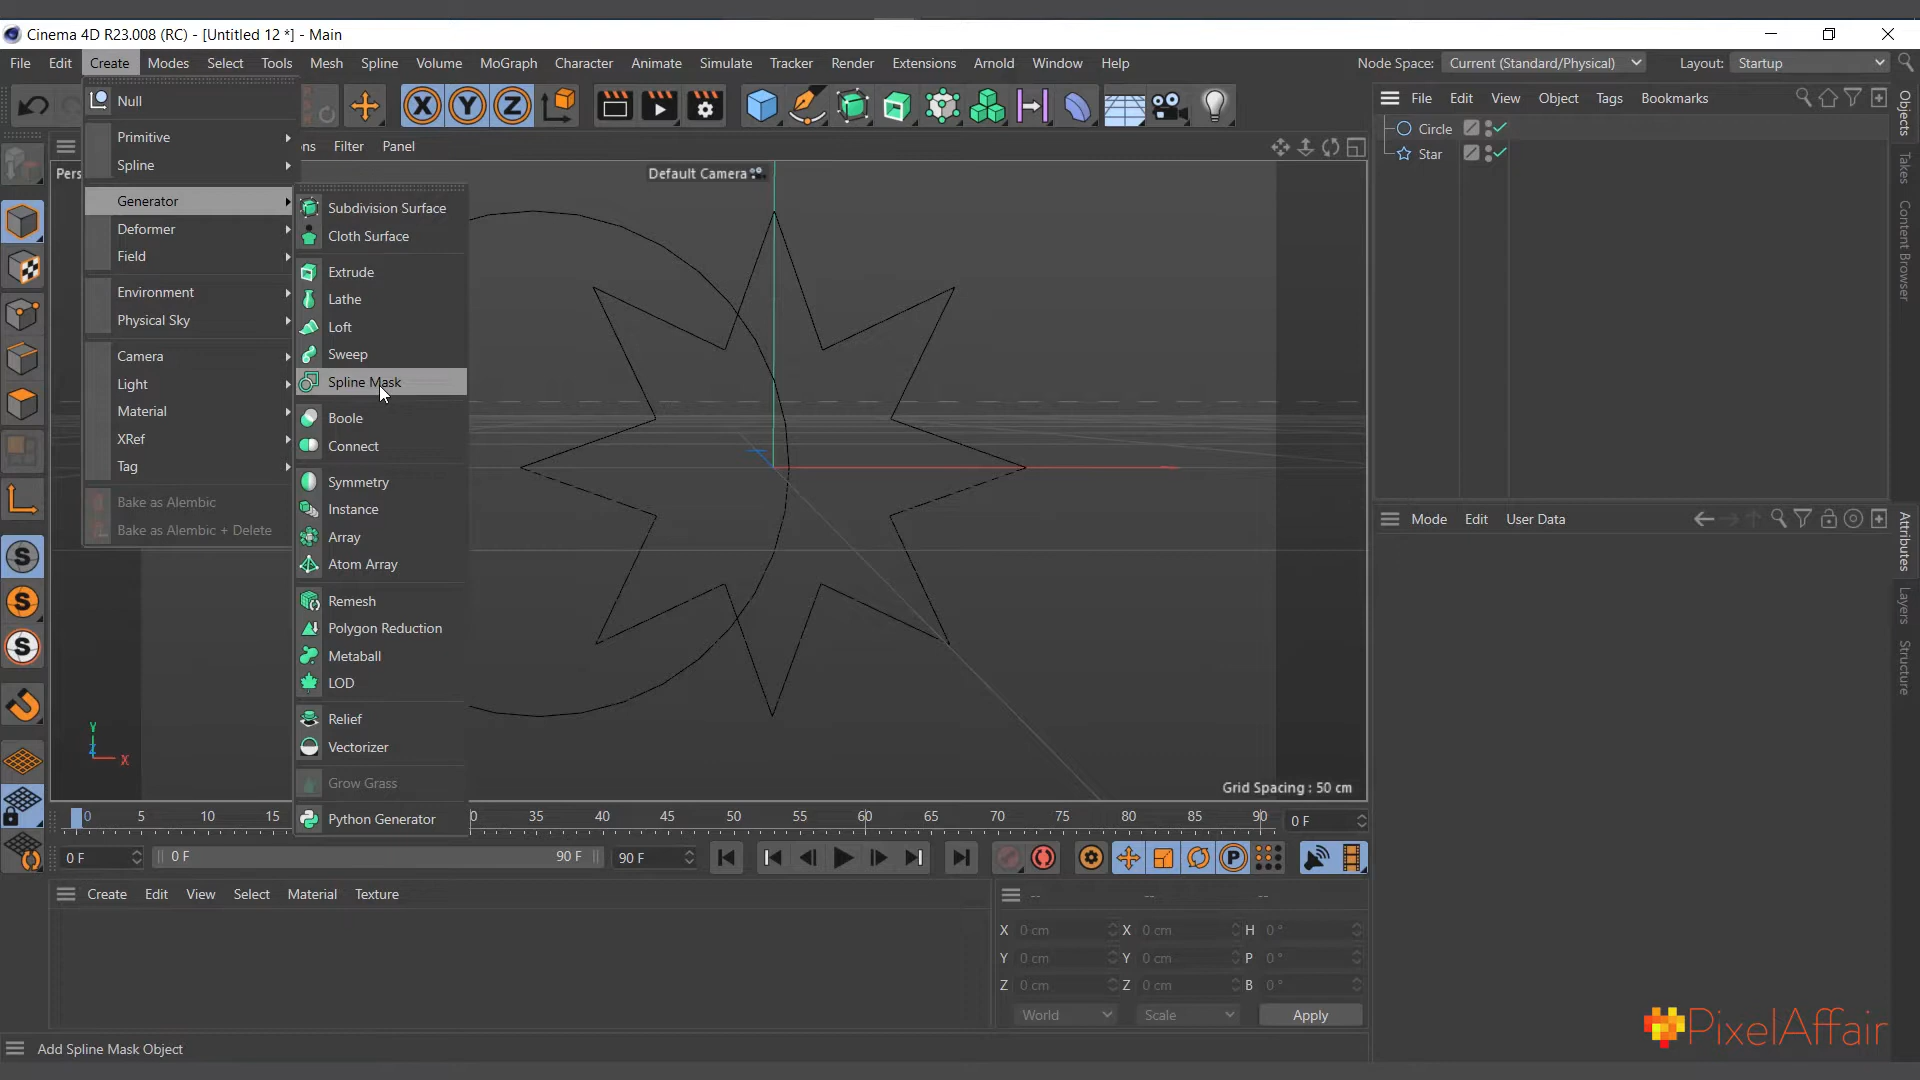 Cinema 4D R23.008 (RC) - [Untitled 12 *] - Main
File Edit Create Modes Select Tools Mesh Spline Volume MoGraph Character Animate Simulate Tracker Render Extensions Arnold Window Help Node Space: Current (Standard/Physical) Layout: Startup
Null
Primitive
Spline
Generator
Deformer
Field
Environment
Physical Sky
Camera
Light
Material
XRef
Tag
Bake as Alembic
Bake as Alembic + Delete
Subdivision Surface
Cloth Surface
Extrude
Lathe
Loft
Sweep
Spline Mask
Boole
Connect
Symmetry
Instance
Array
Atom Array
Remesh
Polygon Reduction
Metaball
LOD
Relief
Vectorizer
Grow Grass
Python Generator
X Y Z
ons Filter Panel
Pers
Default Camera
Grid Spacing : 50 cm
Y
Z
X
S
S
S
File Edit View Object Tags Bookmarks
Circle
Star
Objects
Takes
Content Browser
Mode Edit User Data
Attributes
Layers
Structure
0 5 10 15 0 35 40 45 50 55 60 65 70 75 80 85 90 0 F
0 F 0 F 90 F 90 F P
Create Edit View Select Material Texture
-- -- --
X 0 cm X 0 cm H 0 °
Y 0 cm Y 0 cm P 0 °
Z 0 cm Z 0 cm B 0 °
World Scale Apply
Add Spline Mask Object
PixelAffair